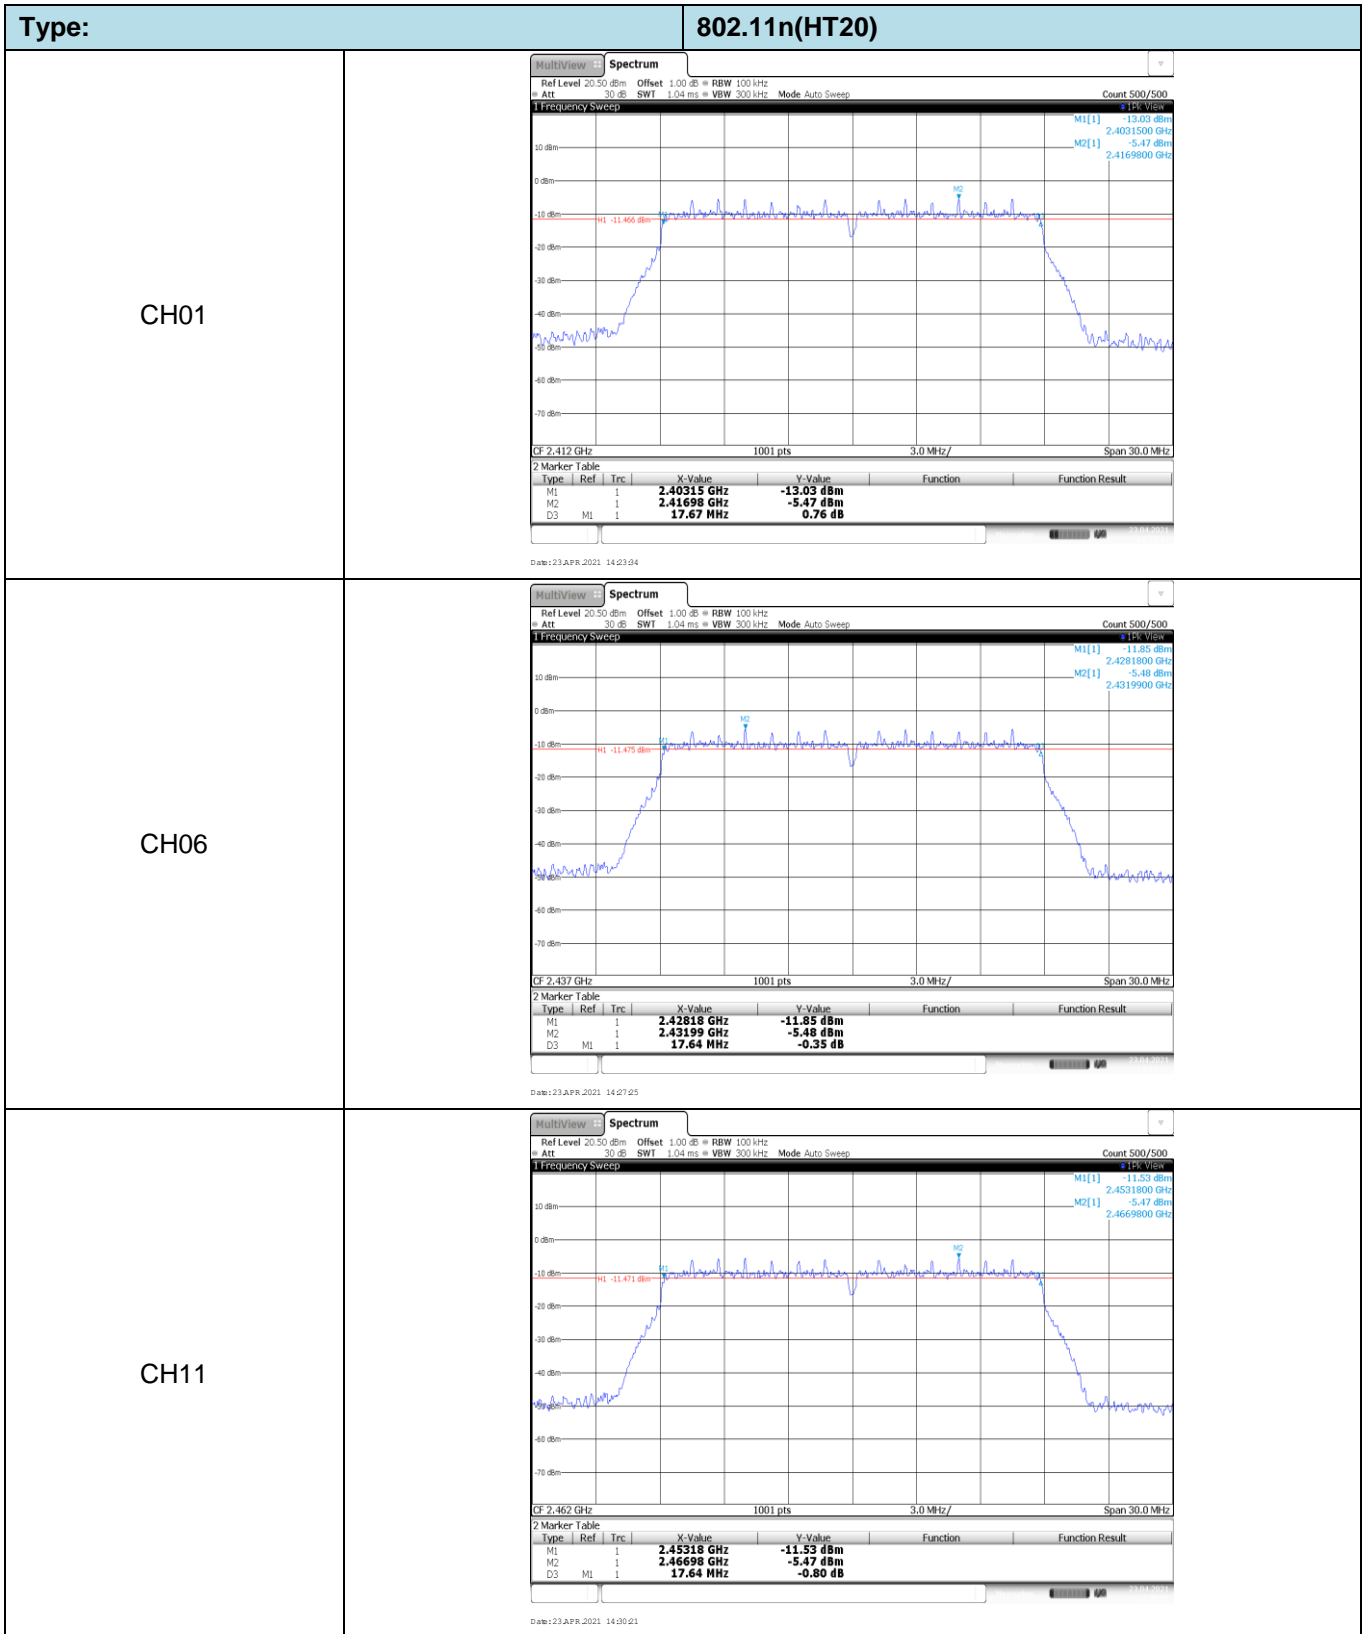 Type: 802.11n(HT20)
CH01
MultiView Spectrum
Ref Level 20.50 dBm Offset 1.00 dB RBW 100 kHz
Att 30 dB SWT 1.04 ms VBW 300 kHz Mode Auto Sweep Count 500/500
1 Frequency Sweep 1Pk View
M1[1] -13.03 dBm
2.4031500 GHz
M2[1] -5.47 dBm
2.4169800 GHz
10 dBm
0 dBm
M2
-10 dBm
H1 -11.466 dBm
-20 dBm
-30 dBm
-40 dBm
-50 dBm
-60 dBm
-70 dBm
CF 2.412 GHz 1001 pts 3.0 MHz/ Span 30.0 MHz
2 Marker Table
Type Ref Trc X-Value Y-Value Function Function Result
M1 1 2.40315 GHz -13.03 dBm
M2 1 2.41698 GHz -5.47 dBm
D3 M1 1 17.67 MHz 0.76 dB
23.04.2021
Date: 23.APR.2021 14:23:34
CH06
MultiView Spectrum
Ref Level 20.50 dBm Offset 1.00 dB RBW 100 kHz
Att 30 dB SWT 1.04 ms VBW 300 kHz Mode Auto Sweep Count 500/500
1 Frequency Sweep 1Pk View
M1[1] -11.85 dBm
2.4281800 GHz
M2[1] -5.48 dBm
2.4319900 GHz
10 dBm
0 dBm
M2
M1
-10 dBm
H1 -11.475 dBm
-20 dBm
-30 dBm
-40 dBm
-50 dBm
-60 dBm
-70 dBm
CF 2.437 GHz 1001 pts 3.0 MHz/ Span 30.0 MHz
2 Marker Table
Type Ref Trc X-Value Y-Value Function Function Result
M1 1 2.42818 GHz -11.85 dBm
M2 1 2.43199 GHz -5.48 dBm
D3 M1 1 17.64 MHz -0.35 dB
23.04.2021
Date: 23.APR.2021 14:27:25
CH11
MultiView Spectrum
Ref Level 20.50 dBm Offset 1.00 dB RBW 100 kHz
Att 30 dB SWT 1.04 ms VBW 300 kHz Mode Auto Sweep Count 500/500
1 Frequency Sweep 1Pk View
M1[1] -11.53 dBm
2.4531800 GHz
M2[1] -5.47 dBm
2.4669800 GHz
10 dBm
0 dBm
M2
M1
-10 dBm
H1 -11.471 dBm
-20 dBm
-30 dBm
-40 dBm
-50 dBm
-60 dBm
-70 dBm
CF 2.462 GHz 1001 pts 3.0 MHz/ Span 30.0 MHz
2 Marker Table
Type Ref Trc X-Value Y-Value Function Function Result
M1 1 2.45318 GHz -11.53 dBm
M2 1 2.46698 GHz -5.47 dBm
D3 M1 1 17.64 MHz -0.80 dB
23.04.2021
Date: 23.APR.2021 14:30:21